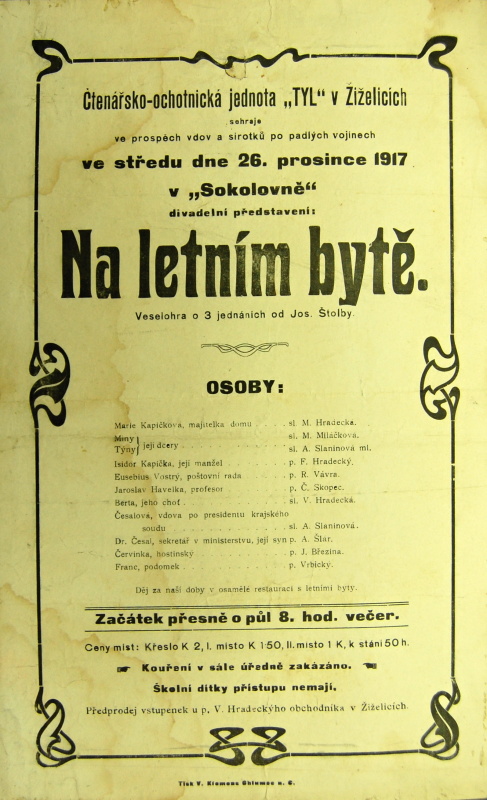 Čtenářsko-ochotnická jednota „TYL“ v Žiželicích
sehraje
ve prospěch vdov a sirotků po padlých vojínech
ve středu dne 26. prosince 1917
v „Sokolovně“
divadelní představení:
Na letním bytě.
Veselohra o 3 jednáních od Jos. Štolby.
OSOBY:
Marie Kapičková, majitelka domu . . . . sl. M. Hradecká. .
Miny } její dcery . . . . . . sl. M. Miláčková.
Týny } sl. A. Slaninová ml.
Isidor Kapička, její manžel . . . . . . p. F. Hradecký.
Eusebius Vostrý, poštovní rada . . . . p. R. Vávra.
Jaroslav Havelka, profesor . . . . . . p. Č. Skopec.
Berta, jeho choť . . . . . . . . sl. V. Hradecká.
Česalová, vdova po presidentu krajského
soudu . . . . . . . . . sl. A. Slaninová.
Dr. Česal, sekretář v ministerstvu, její syn p. A. Šlar.
Červinka, hostinský . . . . . . . p. J. Březina.
Franc, podomek . . . . . . . . p. Vrbický.
Děj za naší doby v osamělé restauraci s letními byty.
Začátek přesně o půl 8. hod. večer.
Ceny míst: Křeslo K 2, I. místo K 1·50, II. místo 1 K, k stání 50 h.
Kouření v sále úředně zakázáno.
Školní dítky přístupu nemají.
Předprodej vstupenek u p. V. Hradeckýho obchodníka v Žiželicích.
Tisk V. Klemens Chlumec n. C.